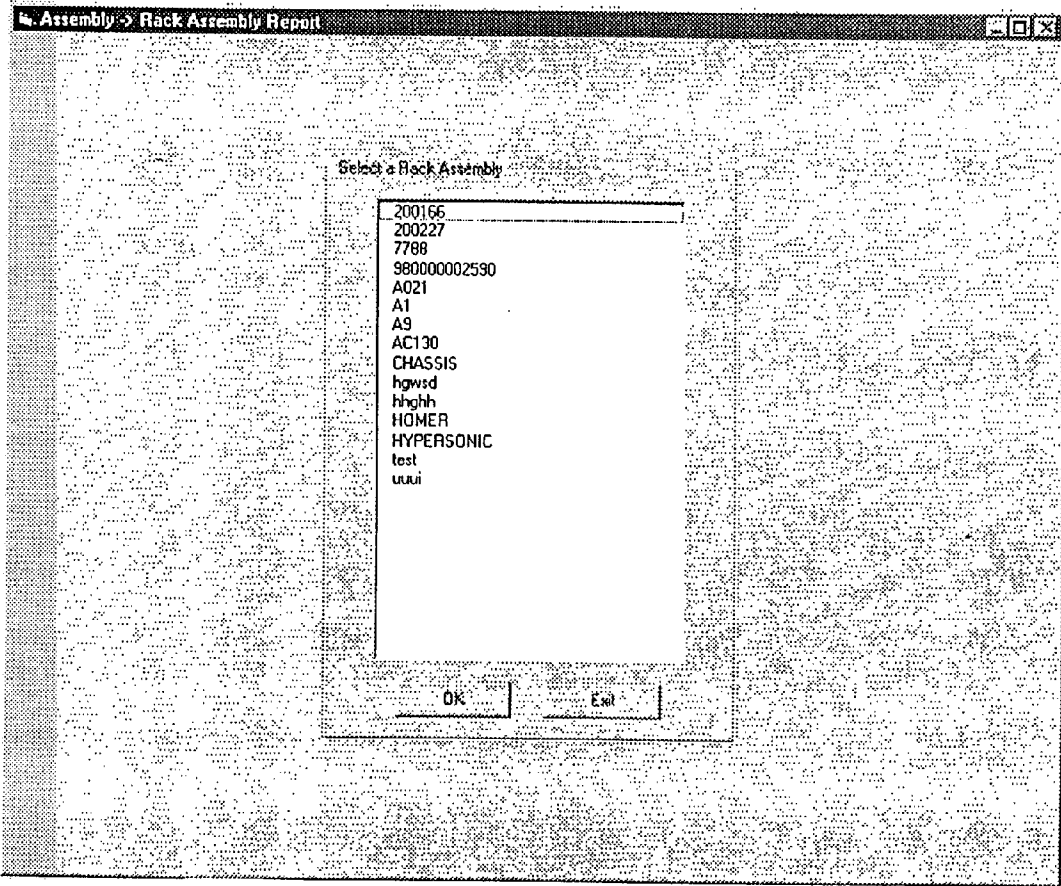 Assembly -> Rack Assembly Report
Select a Rack Assembly
200166
200227
7788
980000002590
A021
A1
A9
AC130
CHASSIS
hgwsd
hhghh
HOMER
HYPERSONIC
test
uuui
OK
Exit